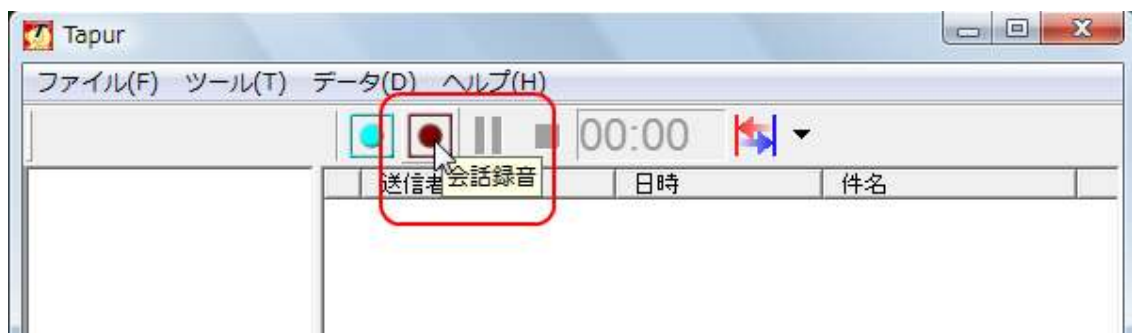 Tapur
ファイル(F) ツール(T) データ(D) ヘルプ(H)
00:00
会話録音
送信者 日時 件名